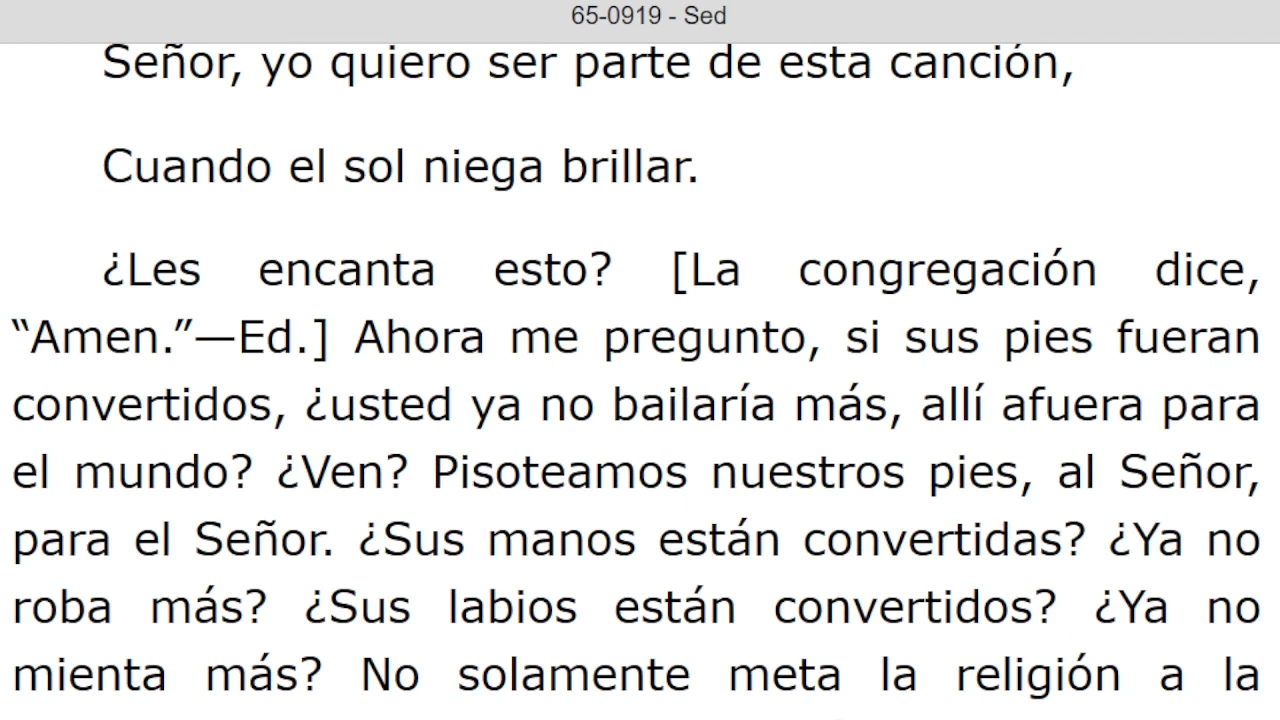 65-0919 - Sed
Señor, yo quiero ser parte de esta canción,
Cuando el sol niega brillar.
¿Les encanta esto? [La congregación dice,
“Amen.”—Ed.] Ahora me pregunto, si sus pies fueran
convertidos, ¿usted ya no bailaría más, allí afuera para
el mundo? ¿Ven? Pisoteamos nuestros pies, al Señor,
para el Señor. ¿Sus manos están convertidas? ¿Ya no
roba más? ¿Sus labios están convertidos? ¿Ya no
mienta más? No solamente meta la religión a la